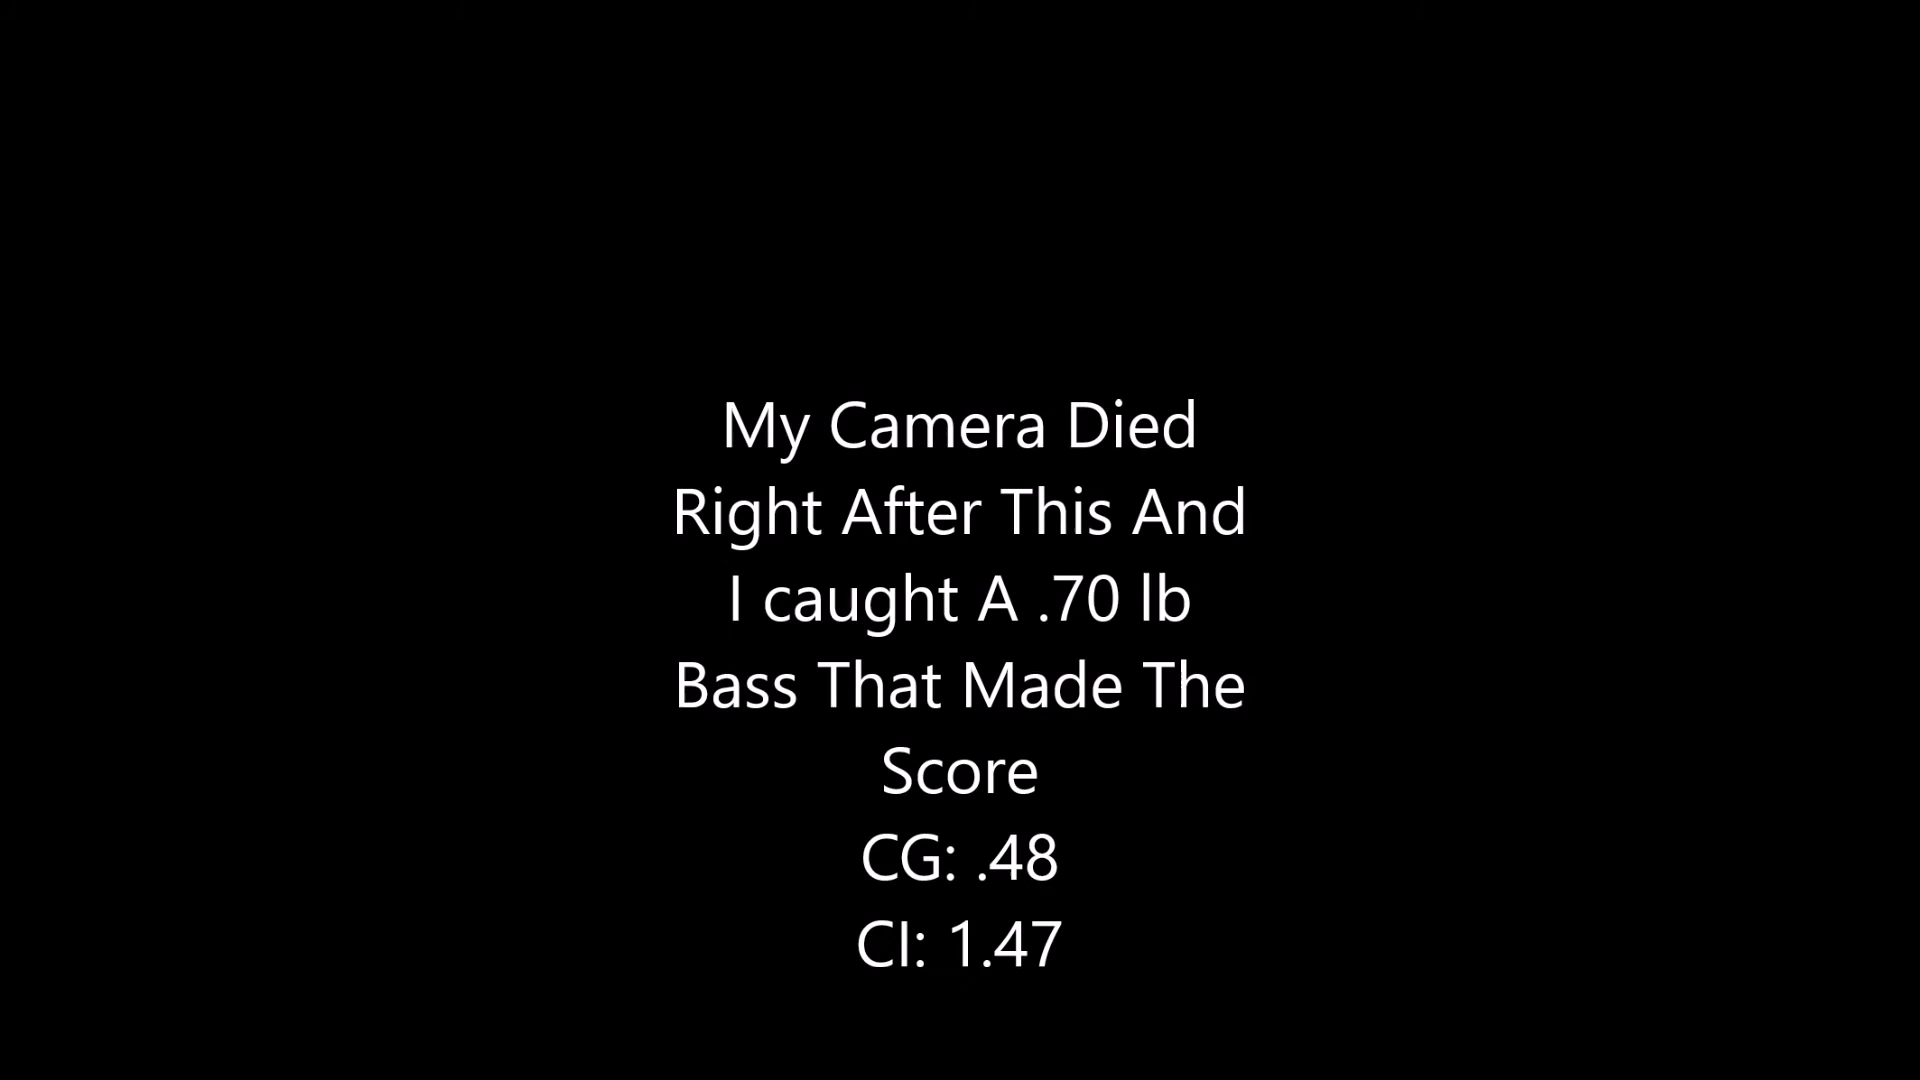 My Camera Died
Right After This And
I caught A .70 lb
Bass That Made The
Score
CG: .48
CI: 1.47